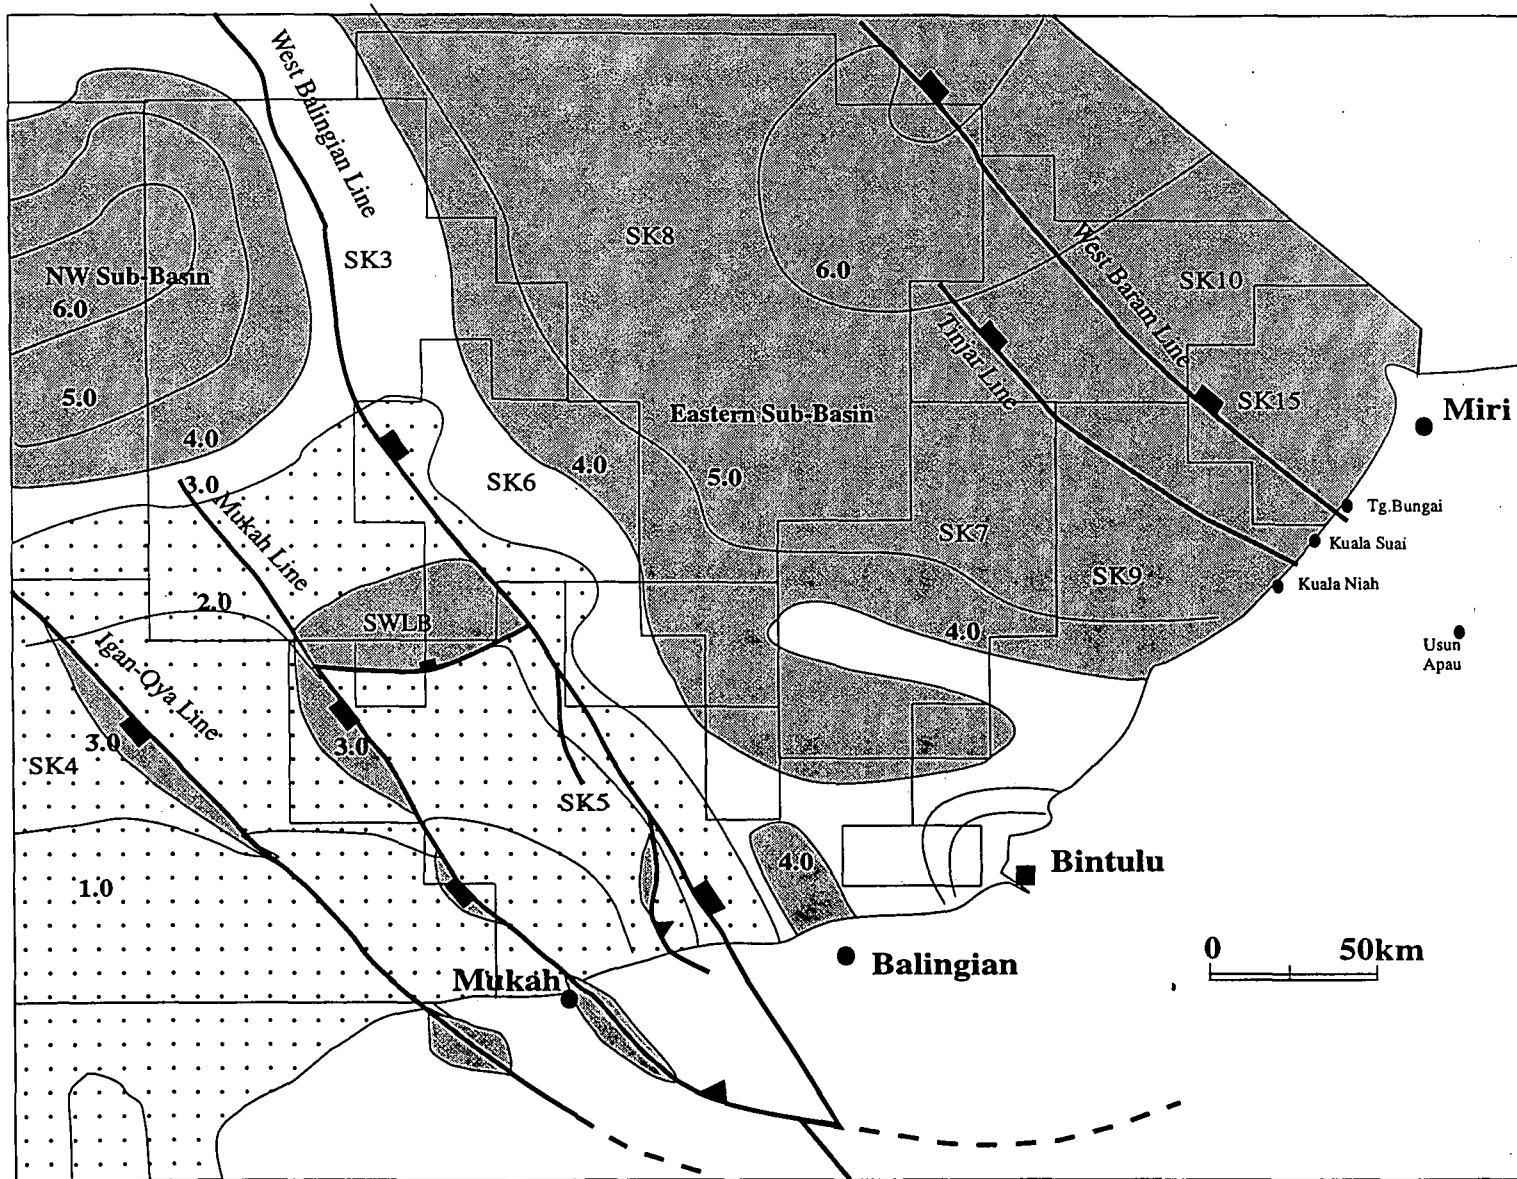 West Balingian Line
SK3
SK8
6.0
West Baram Line
SK10
NW Sub-Basin
6.0
Tinjar Line
5.0
SK15
Miri
Eastern Sub-Basin
4.0
4.0
5.0
3.0
SK6
Mukah Line
Tg.Bungai
SK7
Kuala Suai
SK9
Kuala Niah
2.0
SWLB
4.0
Usun
Apau
Igan-Oya Line
3.0
3.0
SK4
SK5
1.0
4.0
Bintulu
0 50km
Balingian
Mukah